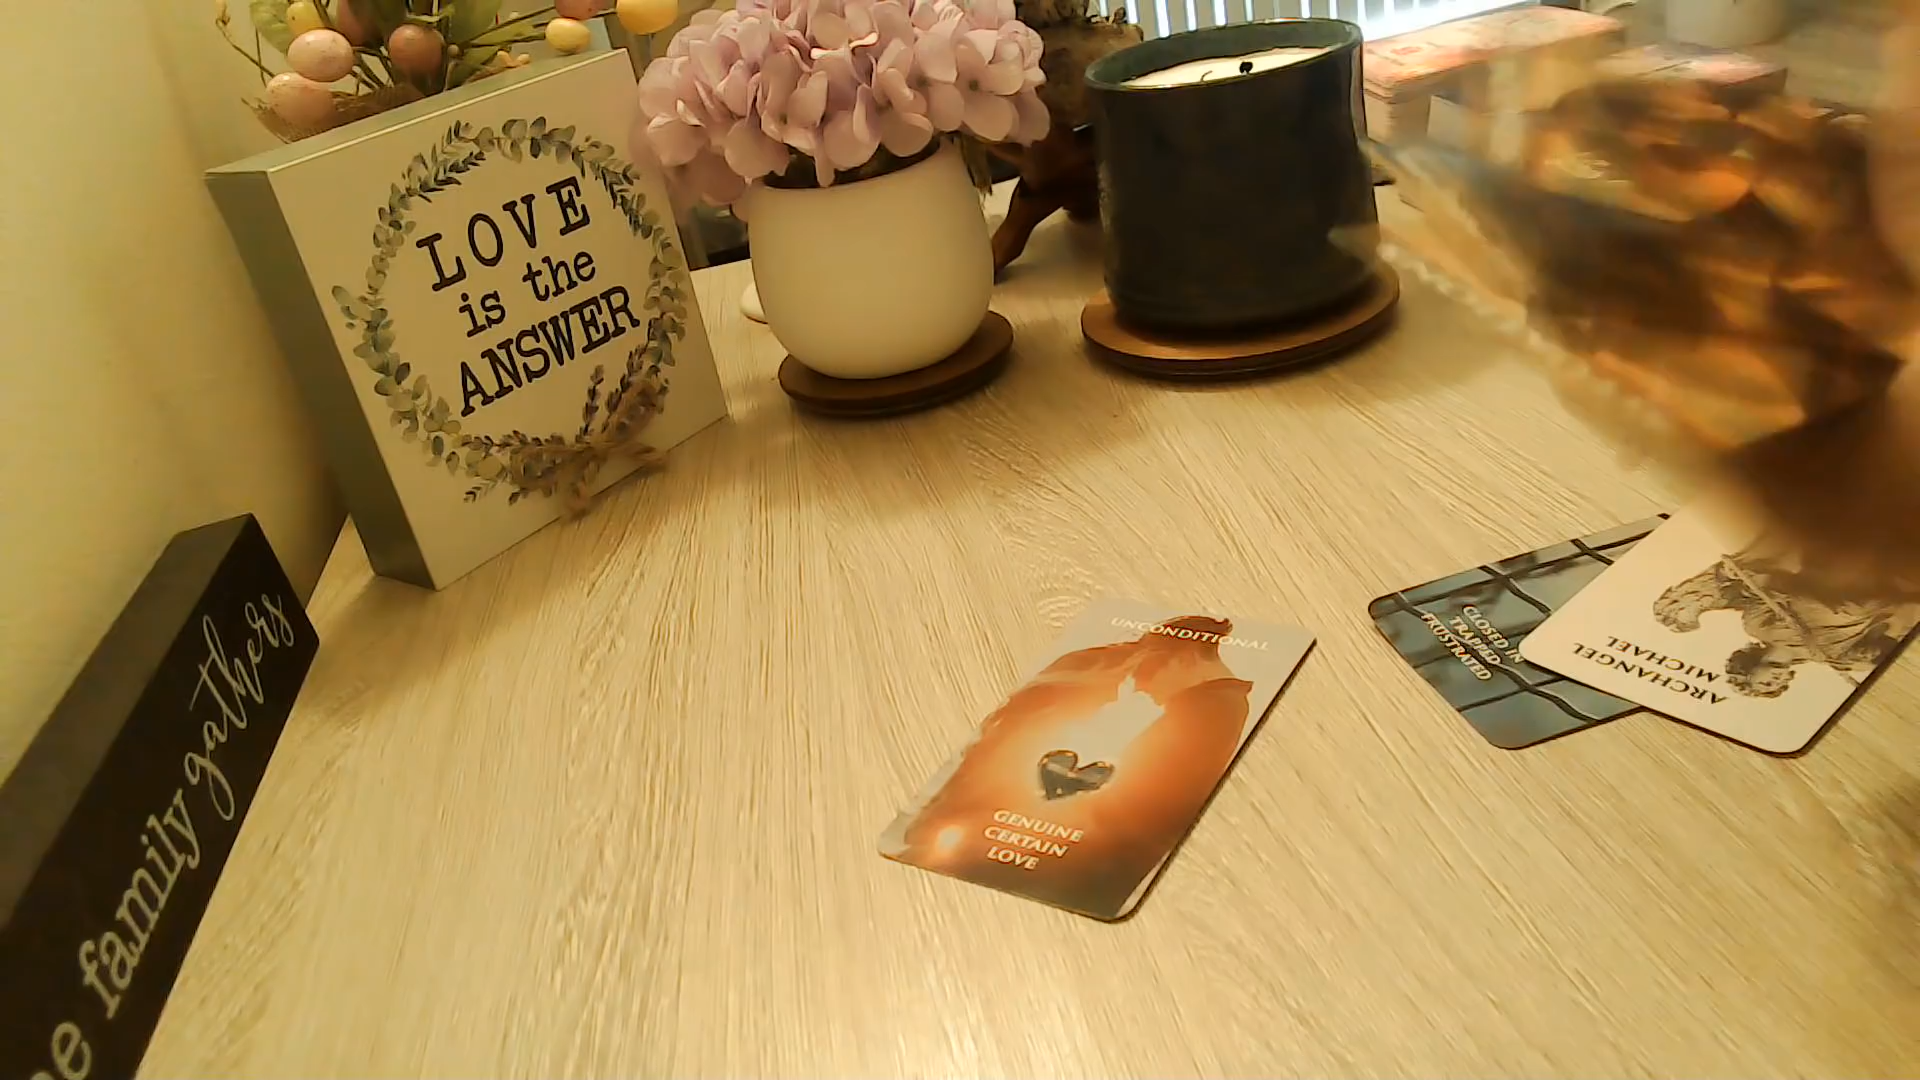 LOVE
is the
ANSWER
family gathers
UNCONDITIONAL
GENUINE
CERTAIN
LOVE
CLOSED IN
TRAPPED
FRUSTRATED
ARCHANGEL
MICHAEL